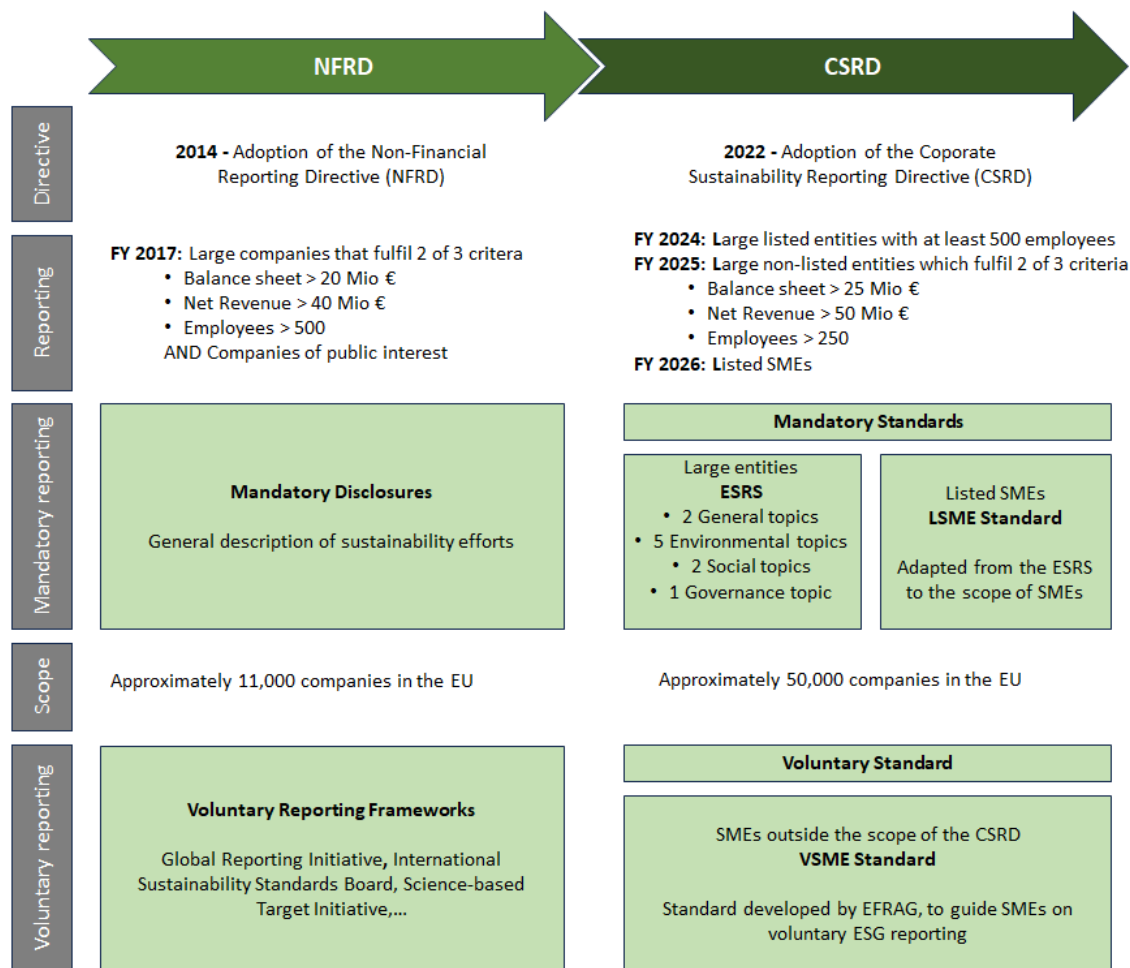 NFRD
CSRD
Directive
2014 - Adoption of the Non-Financial
Reporting Directive (NFRD)
2022 - Adoption of the Coporate
Sustainability Reporting Directive (CSRD)
Reporting
FY 2017: Large companies that fulfil 2 of 3 critera
• Balance sheet > 20 Mio €
• Net Revenue > 40 Mio €
• Employees > 500
AND Companies of public interest
FY 2024: Large listed entities with at least 500 employees
FY 2025: Large non-listed entities which fulfil 2 of 3 criteria
• Balance sheet > 25 Mio €
• Net Revenue > 50 Mio €
• Employees > 250
FY 2026: Listed SMEs
Mandatory reporting
Mandatory Disclosures
General description of sustainability efforts
Mandatory Standards
Large entities
ESRS
• 2 General topics
• 5 Environmental topics
• 2 Social topics
• 1 Governance topic
Listed SMEs
LSME Standard
Adapted from the ESRS
to the scope of SMEs
Scope
Approximately 11,000 companies in the EU
Approximately 50,000 companies in the EU
Voluntary reporting
Voluntary Reporting Frameworks
Global Reporting Initiative, International
Sustainability Standards Board, Science-based
Target Initiative,...
Voluntary Standard
SMEs outside the scope of the CSRD
VSME Standard
Standard developed by EFRAG, to guide SMEs on
voluntary ESG reporting